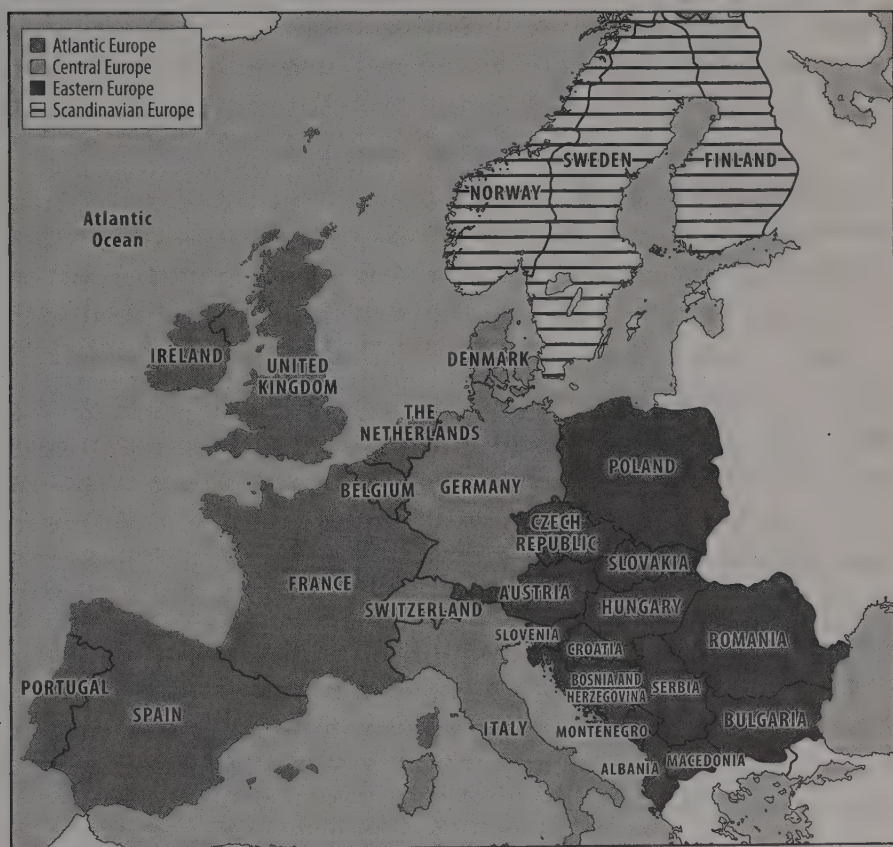 Atlantic Europe
Central Europe
Eastern Europe
Scandinavian Europe
SWEDEN
FINLAND
NORWAY
Atlantic
Ocean
IRELAND
UNITED
KINGDOM
DENMARK
THE
NETHERLANDS
POLAND
BELGIUM
GERMANY
CZECH
REPUBLIC
SLOVAKIA
FRANCE
AUSTRIA
SWITZERLAND
HUNGARY
SLOVENIA
CROATIA
ROMANIA
BOSNIA AND
HERZEGOVINA
SERBIA
PORTUGAL
SPAIN
ITALY
MONTENEGRO
BULGARIA
ALBANIA
MACEDONIA